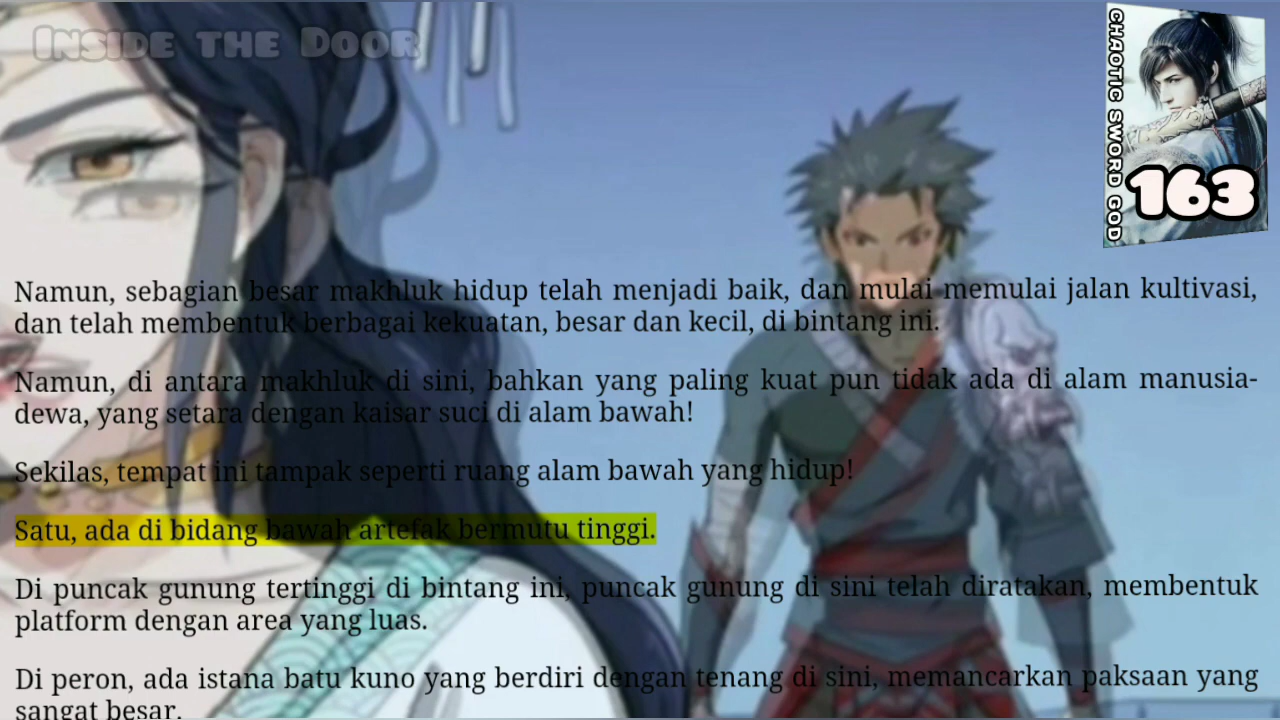 Inside the Door
CHAOTIC SWORD GOD
163
Namun, sebagian besar makhluk hidup telah menjadi baik, dan mulai memulai jalan kultivasi,
dan telah membentuk berbagai kekuatan, besar dan kecil, di bintang ini.
Namun, di antara makhluk di sini, bahkan yang paling kuat pun tidak ada di alam manusia-
dewa, yang setara dengan kaisar suci di alam bawah!
Sekilas, tempat ini tampak seperti ruang alam bawah yang hidup!
Satu, ada di bidang bawah artefak bermutu tinggi.
Di puncak gunung tertinggi di bintang ini, puncak gunung di sini telah diratakan, membentuk
platform dengan area yang luas.
Di peron, ada istana batu kuno yang berdiri dengan tenang di sini, memancarkan paksaan yang
sangat besar.